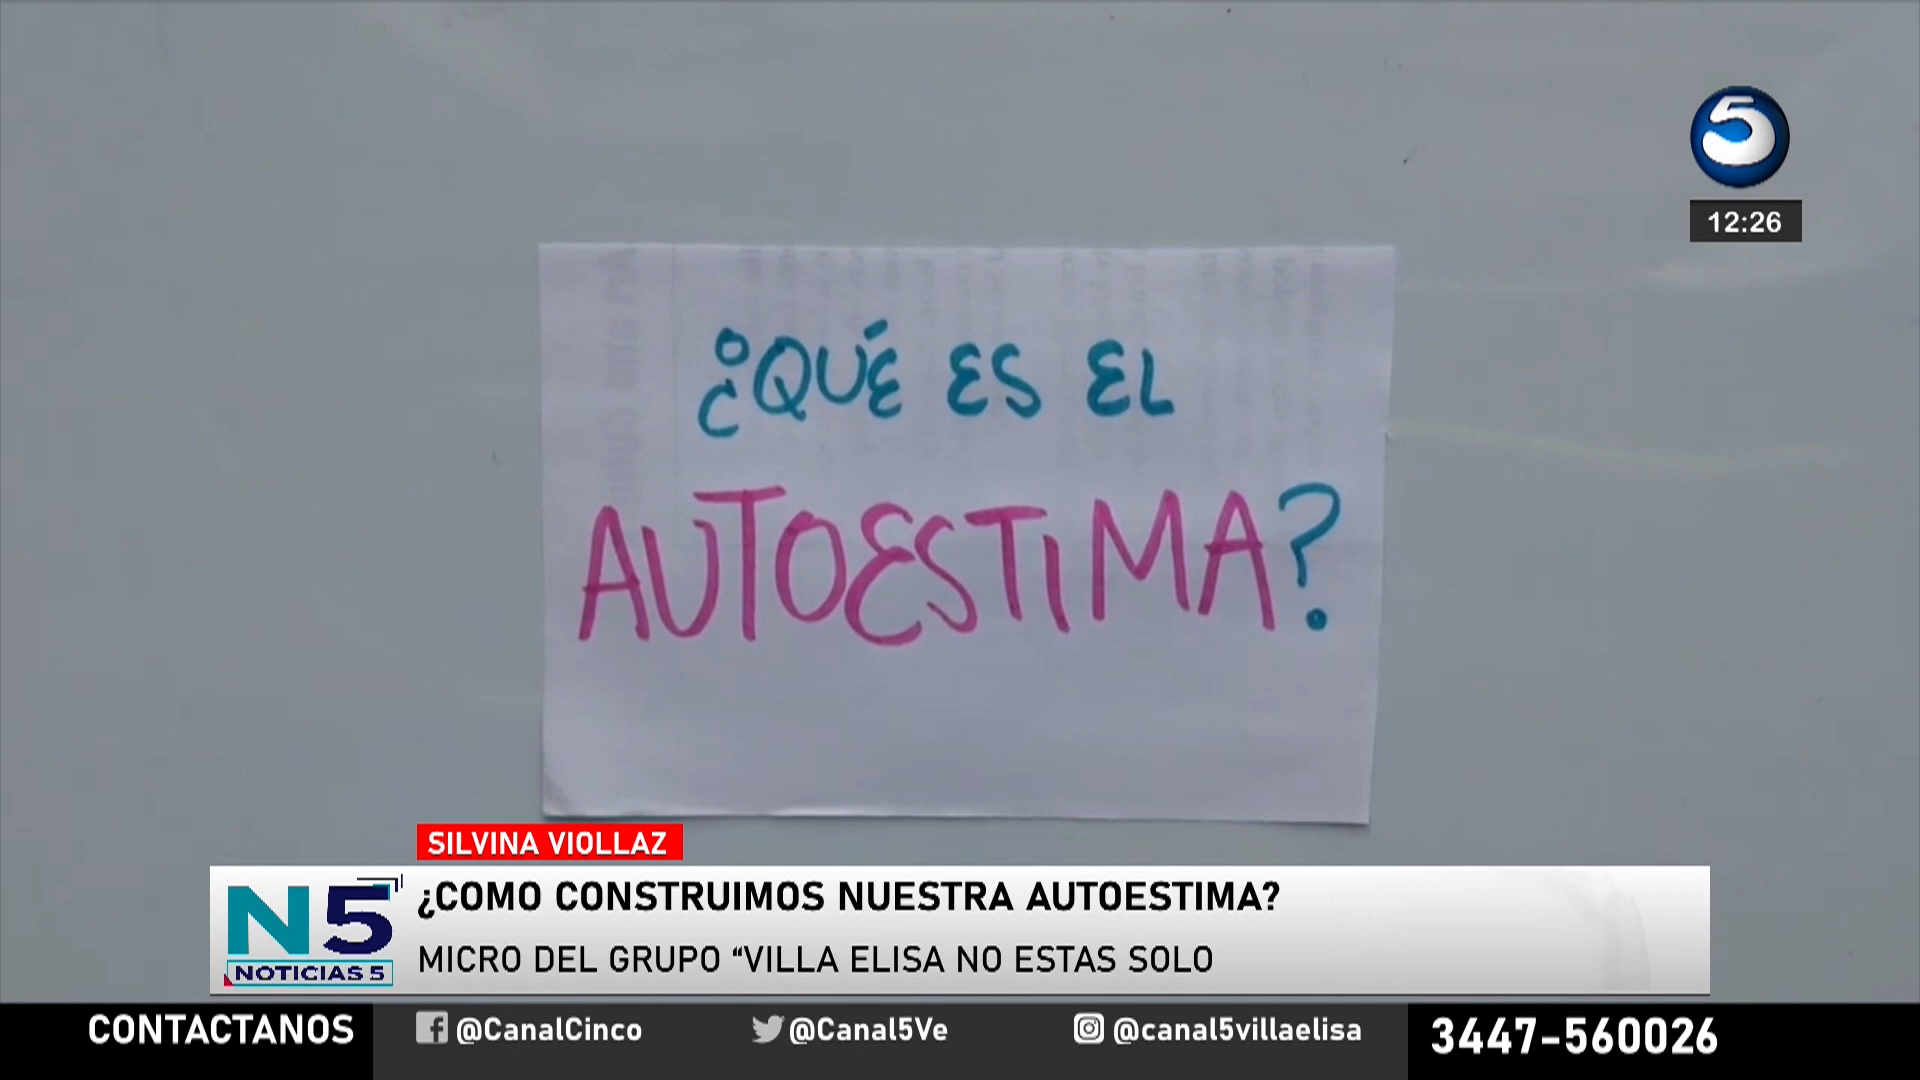 5
12:26
¿QUÉ ES EL
AUTOESTIMA?
SILVINA VIOLLAZ
N5
NOTICIAS 5
¿COMO CONSTRUIMOS NUESTRA AUTOESTIMA?
MICRO DEL GRUPO “VILLA ELISA NO ESTAS SOLO
CONTACTANOS
@CanalCinco
@Canal5Ve
@canal5villaelisa
3447-560026